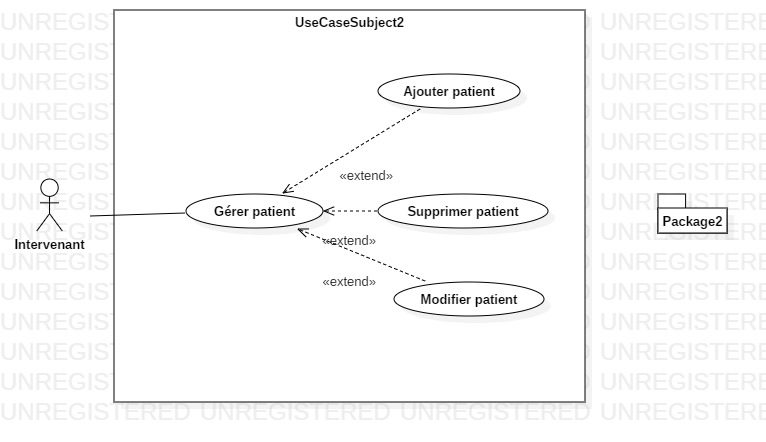 UseCaseSubject2
Ajouter patient
«extend»
Gérer patient
Supprimer patient
Package2
Intervenant
«extend»
«extend»
Modifier patient
UNREGISTERED UNREGISTERED UNREGISTERED UNREGISTERED